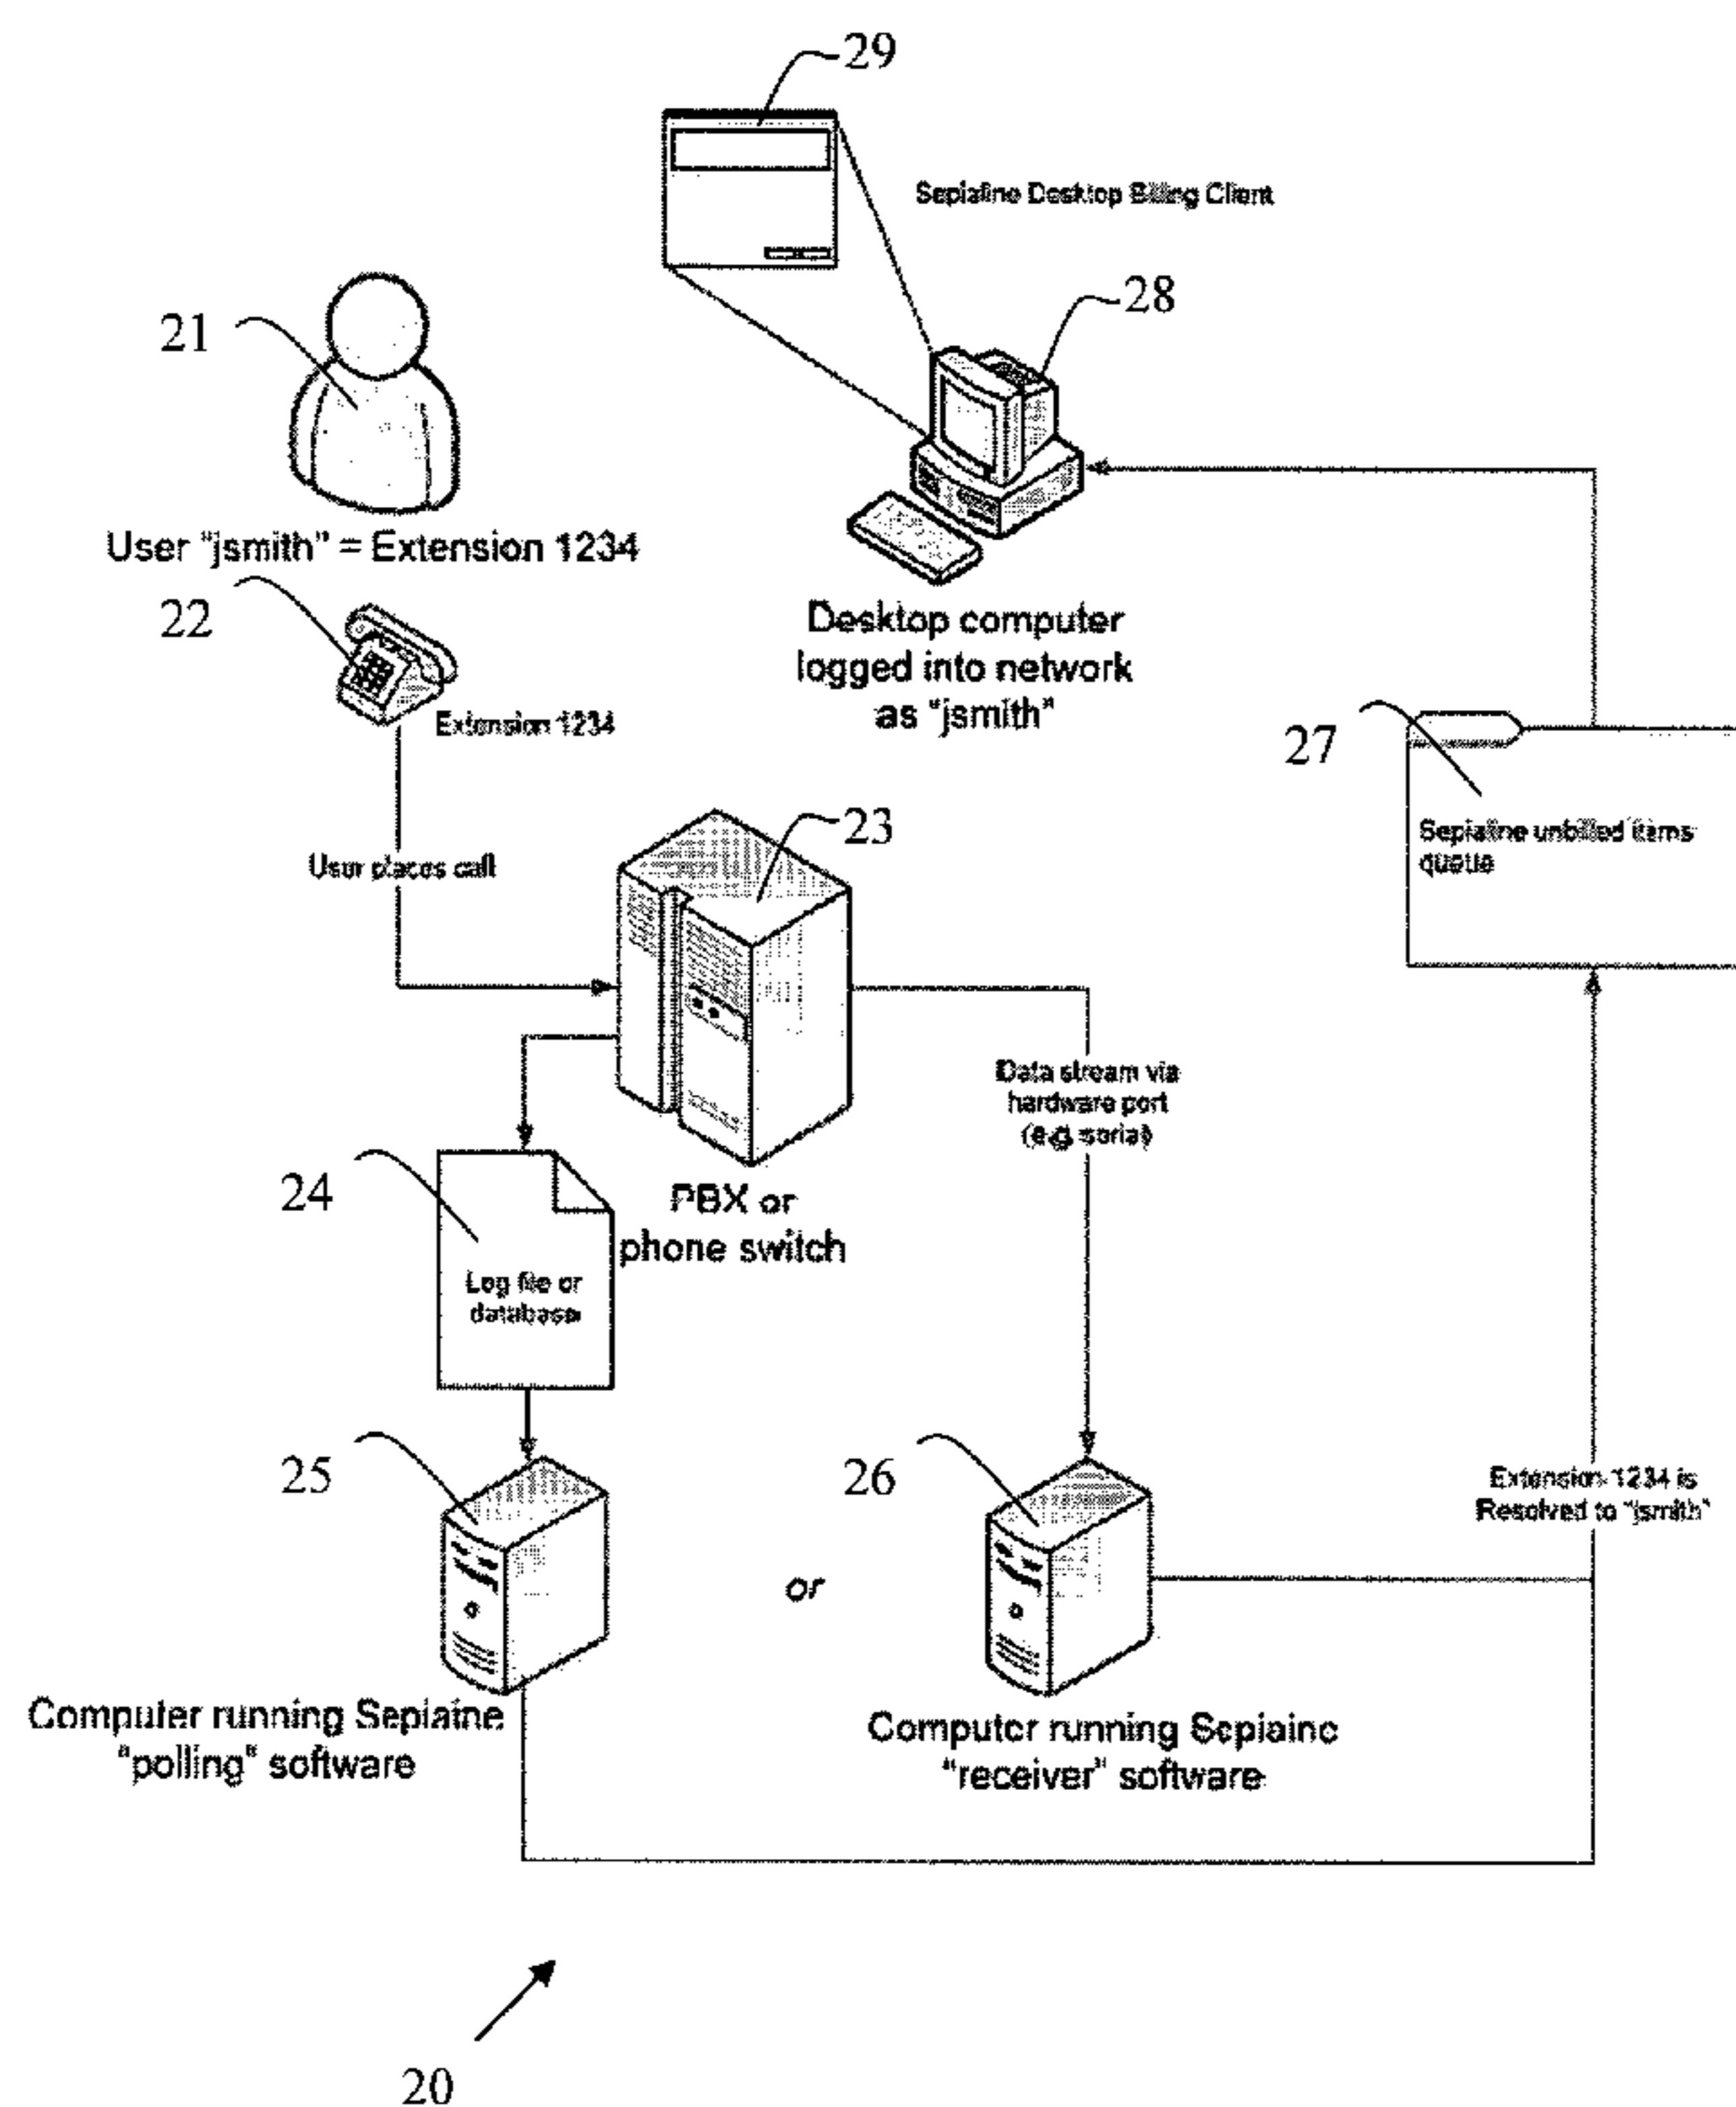 29
Sepialine Desktop Billing Client
28
21
User "jsmith" = Extension 1234
22
Extension 1234
Desktop computer
logged into network
as "jsmith"
27
Sepialine unbilled items
queue
23
User places call
Data stream via
hardware port
(e.g. serial)
24
PBX or
phone switch
Log file or
database
25
26
Extension 1234 is
Resolved to "jsmith"
or
Computer running Sepiaine
"polling" software
Computer running Sepiaine
"receiver" software
20